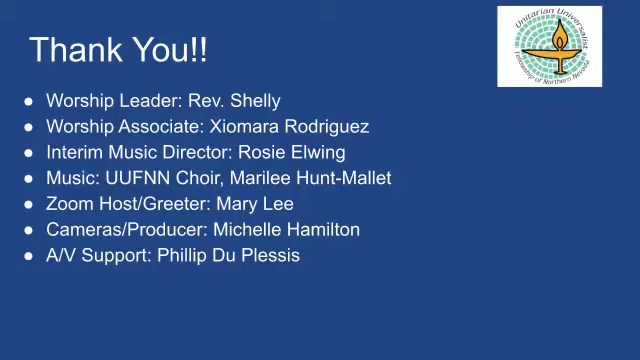 Unitarian Universalist
Fellowship of Northern Nevada
Thank You!!
● Worship Leader: Rev. Shelly
● Worship Associate: Xiomara Rodriguez
● Interim Music Director: Rosie Elwing
● Music: UUFNN Choir, Marilee Hunt-Mallet
● Zoom Host/Greeter: Mary Lee
● Cameras/Producer: Michelle Hamilton
● A/V Support: Phillip Du Plessis